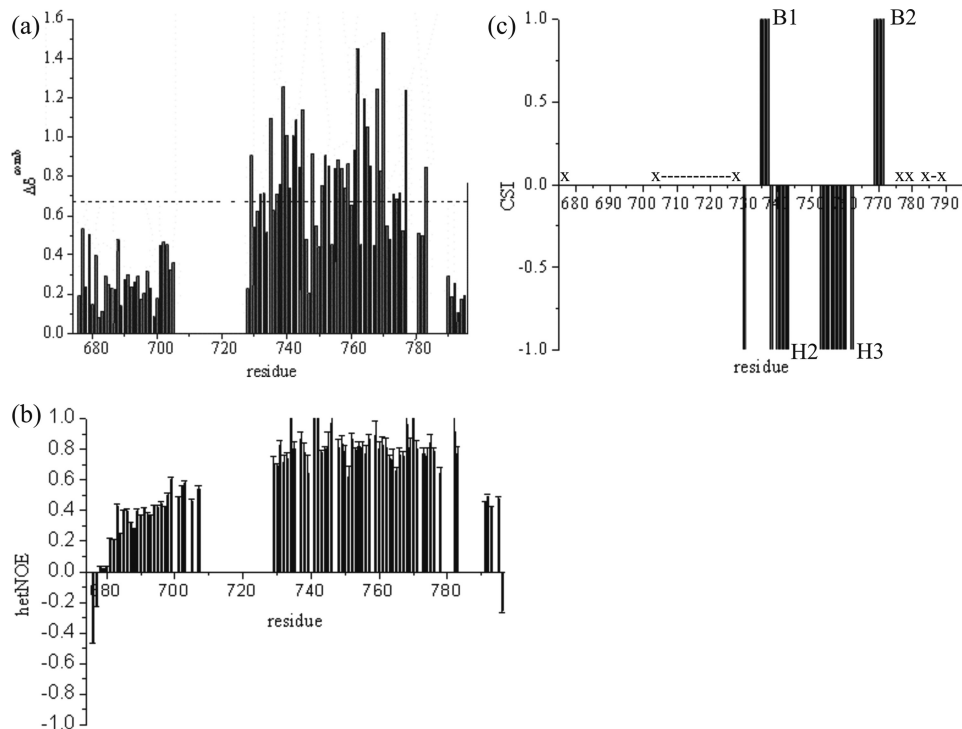 (a)
1.6
1.4
1.2
1.0
0.8
0.6
0.4
0.2
0.0
Δδ comb
680 700 720 740 760 780
residue
(c)
1.0
0.5
0.0
-0.5
-1.0
CSI
B1 B2
x x-----------x xx x-x
680 690 700 710 720 730 740 750 760 770 780 790
H2 H3
residue
(b)
1.0
0.8
0.6
0.4
0.2
0.0
-0.2
-0.4
-0.6
-0.8
-1.0
hetNOE
680 700 720 740 760 780
residue